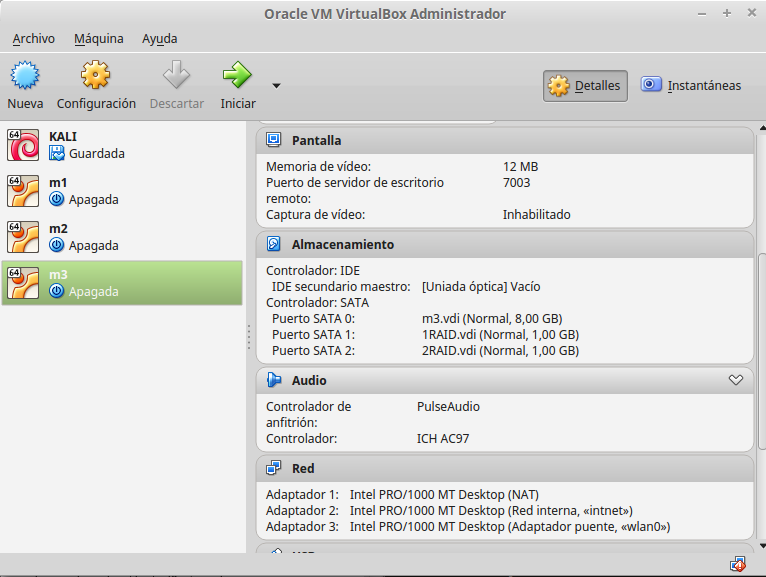 Oracle VM VirtualBox Administrador
Archivo Máquina Ayuda
Nueva Configuración Descartar Iniciar Detalles Instantáneas
64 KALI
Guardada
64 m1
Apagada
64 m2
Apagada
64 m3
Apagada
Pantalla
Memoria de vídeo: 12 MB
Puerto de servidor de escritorio 7003
remoto:
Captura de vídeo: Inhabilitado
Almacenamiento
Controlador: IDE
IDE secundario maestro: [Uniada óptica] Vacío
Controlador: SATA
Puerto SATA 0: m3.vdi (Normal, 8,00 GB)
Puerto SATA 1: 1RAID.vdi (Normal, 1,00 GB)
Puerto SATA 2: 2RAID.vdi (Normal, 1,00 GB)
Audio
Controlador de PulseAudio
anfitrión:
Controlador: ICH AC97
Red
Adaptador 1: Intel PRO/1000 MT Desktop (NAT)
Adaptador 2: Intel PRO/1000 MT Desktop (Red interna, «intnet»)
Adaptador 3: Intel PRO/1000 MT Desktop (Adaptador puente, «wlan0»)